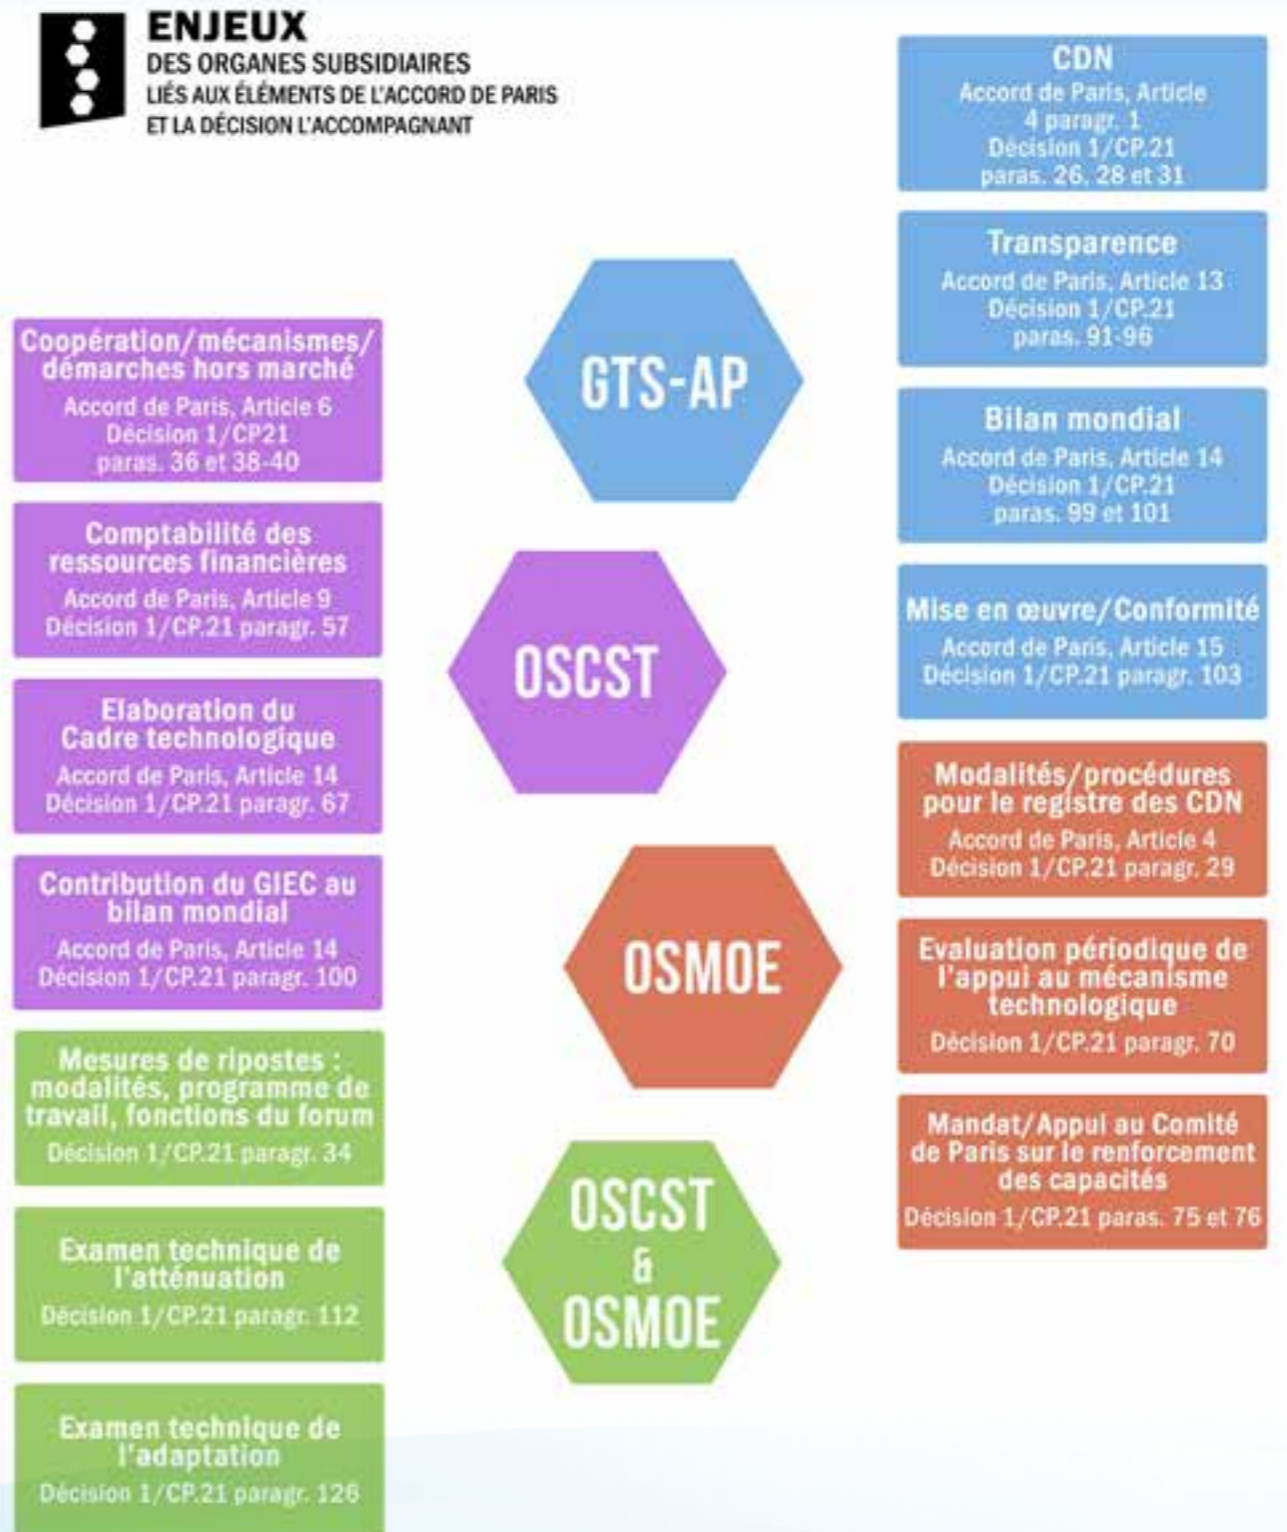 ENJEUX
DES ORGANES SUBSIDIAIRES
LIÉS AUX ÉLÉMENTS DE L'ACCORD DE PARIS
ET LA DÉCISION L'ACCOMPAGNANT
Coopération/mécanismes/
démarches hors marché
Accord de Paris, Article 6
Décision 1/CP21
paras. 36 et 38-40
Comptabilité des
ressources financières
Accord de Paris, Article 9
Décision 1/CP.21 paragr. 57
Elaboration du
Cadre technologique
Accord de Paris, Article 14
Décision 1/CP.21 paragr. 67
Contribution du GIEC au
bilan mondial
Accord de Paris, Article 14
Décision 1/CP.21 paragr. 100
Mesures de ripostes :
modalités, programme de
travail, fonctions du forum
Décision 1/CP.21 paragr. 34
Examen technique de
l'atténuation
Décision 1/CP.21 paragr. 112
Examen technique de
l'adaptation
Décision 1/CP.21 paragr. 126
GTS-AP
OSCST
OSMOE
OSCST
&
OSMOE
CDN
Accord de Paris, Article
4 paragr. 1
Décision 1/CP.21
paras. 26, 28 et 31
Transparence
Accord de Paris, Article 13
Décision 1/CP.21
paras. 91-96
Bilan mondial
Accord de Paris, Article 14
Décision 1/CP.21
paras. 99 et 101
Mise en œuvre/Conformité
Accord de Paris, Article 15
Décision 1/CP.21 paragr. 103
Modalités/procédures
pour le registre des CDN
Accord de Paris, Article 4
Décision 1/CP.21 paragr. 29
Evaluation périodique de
l'appui au mécanisme
technologique
Décision 1/CP.21 paragr. 70
Mandat/Appui au Comité
de Paris sur le renforcement
des capacités
Décision 1/CP.21 paras. 75 et 76